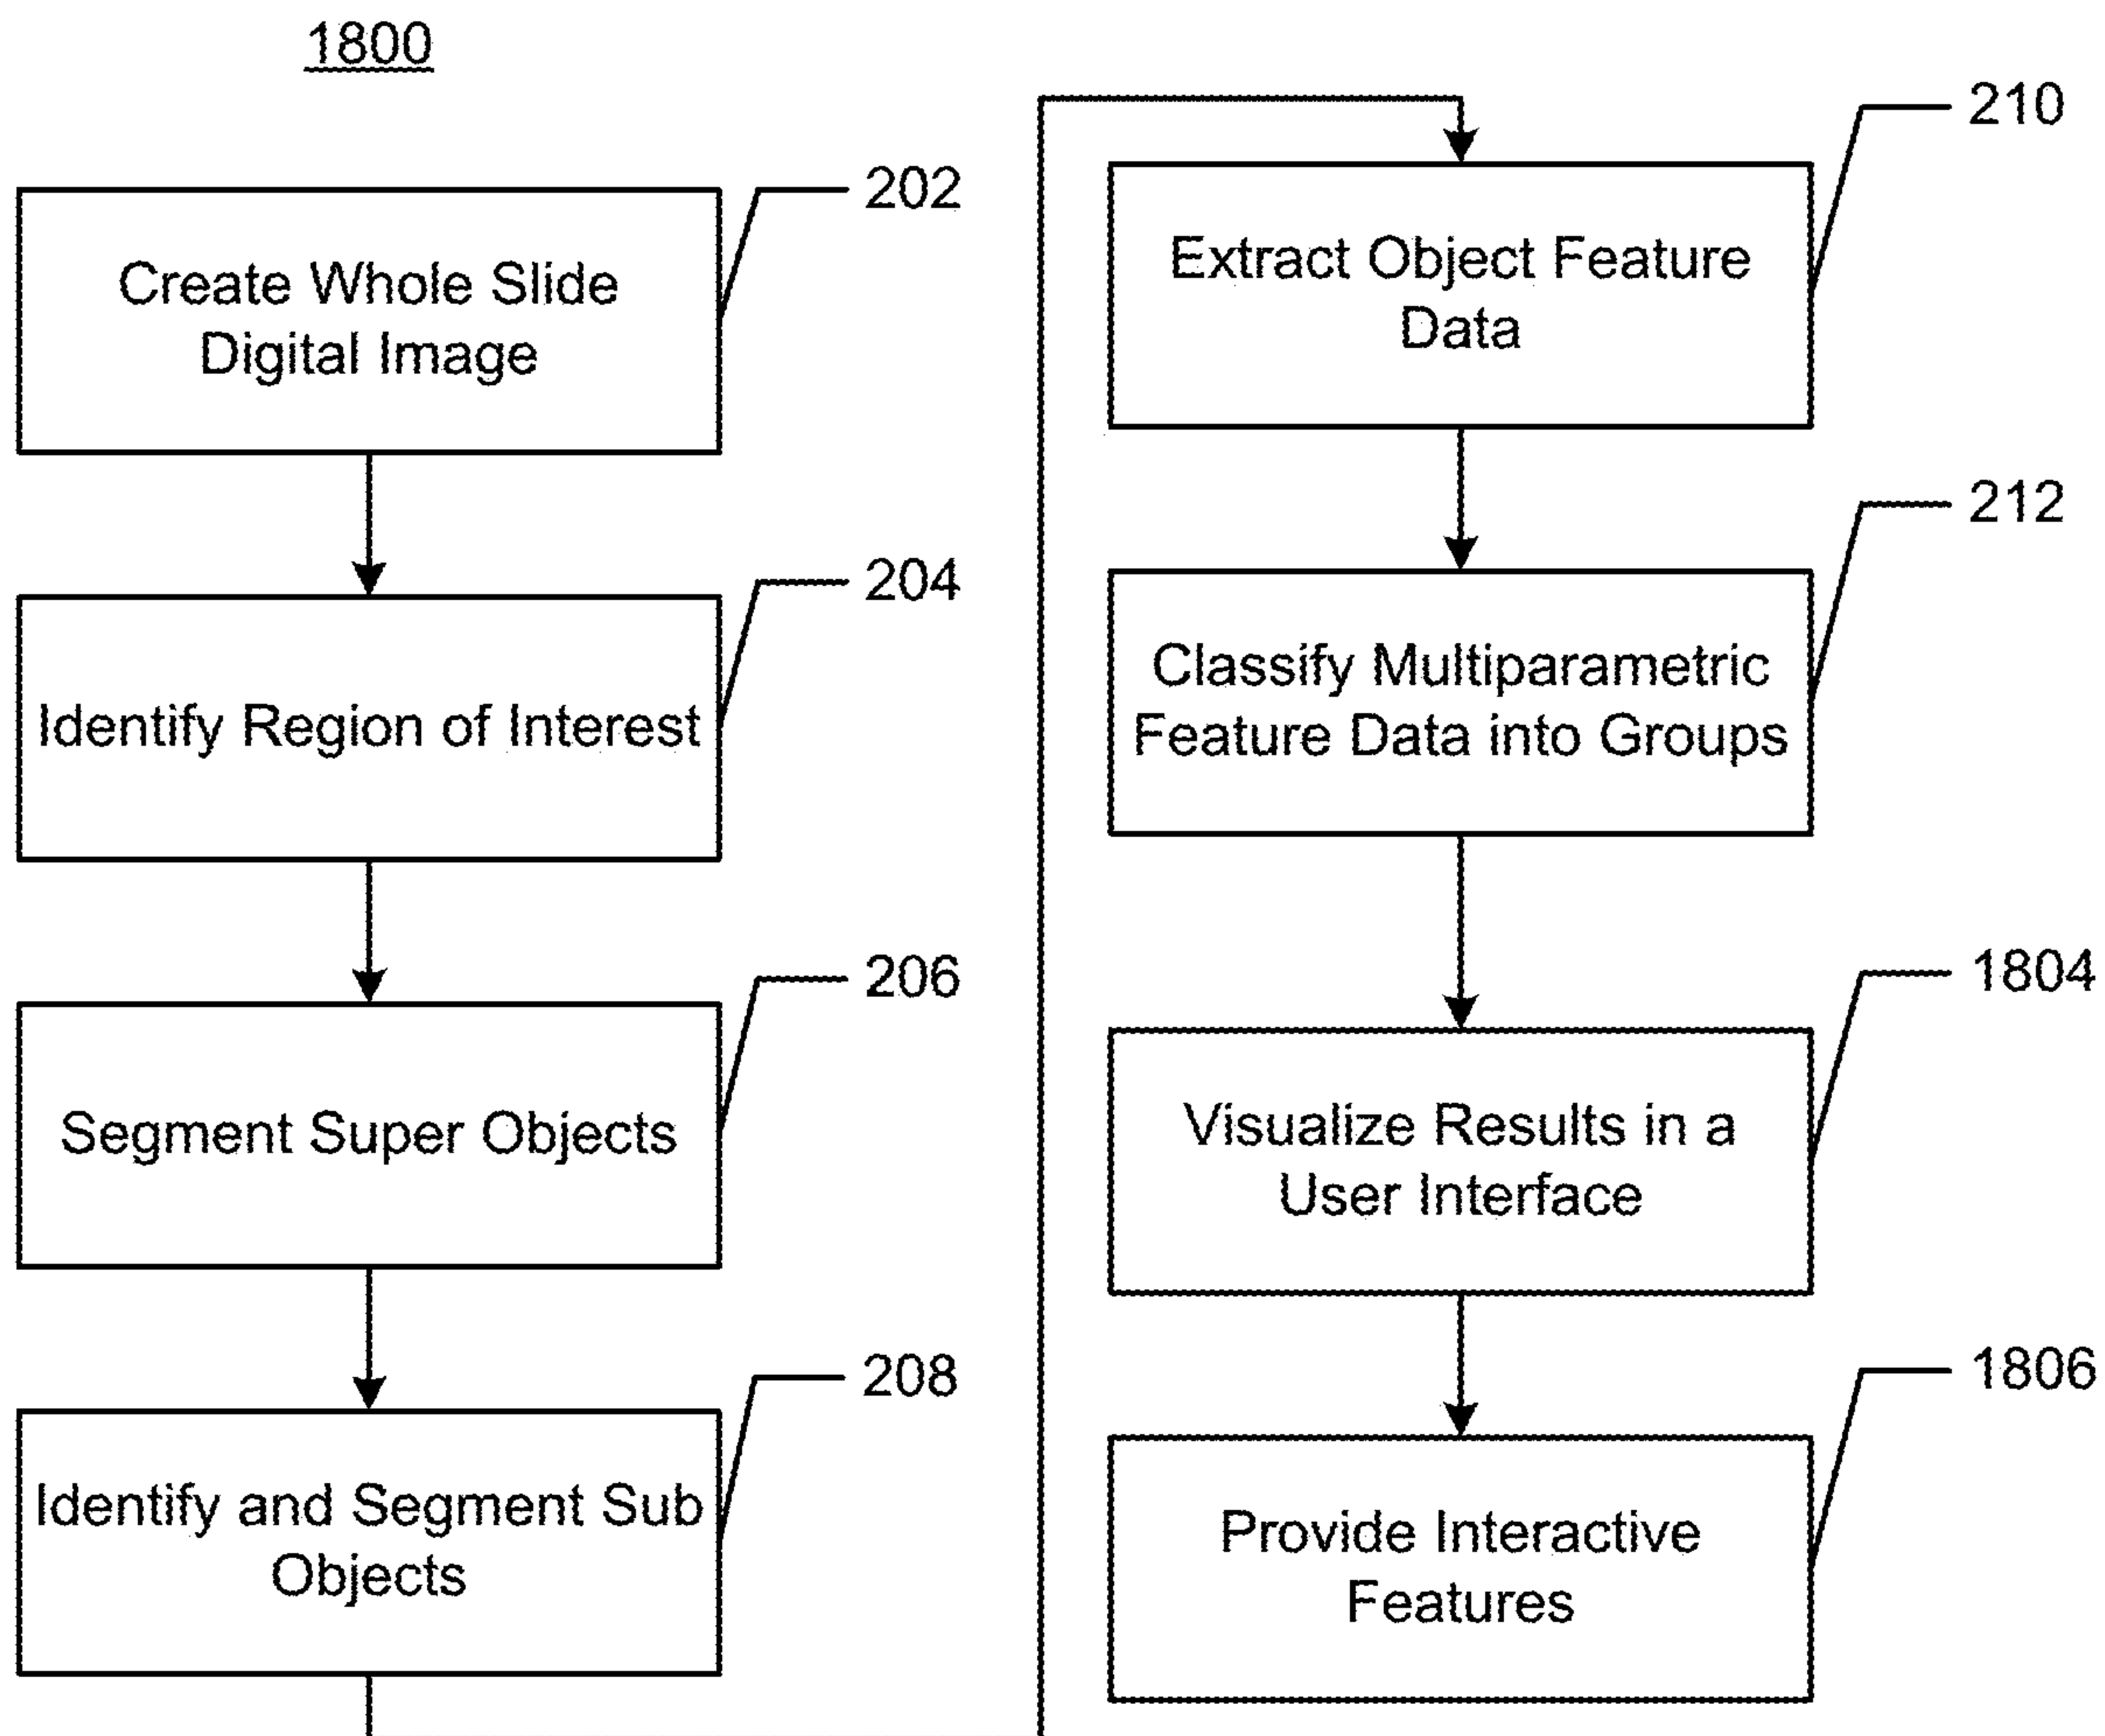 1800
202
Create Whole Slide
Digital Image
204
Identify Region of Interest
206
Segment Super Objects
208
Identify and Segment Sub
Objects
210
Extract Object Feature
Data
212
Classify Multiparametric
Feature Data into Groups
1804
Visualize Results in a
User Interface
1806
Provide Interactive
Features